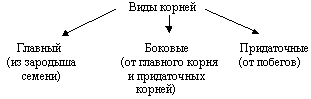 Виды корней
Главный Боковые Придаточные
(из зародыша (от главного корня (от побегов)
семени) и придаточных
корней)